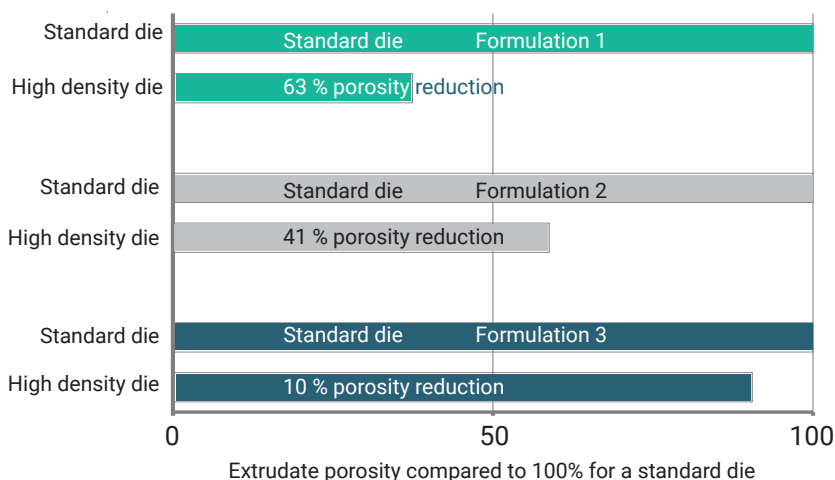 Standard die
Standard die Formulation 1
High density die
63 % porosity reduction
Standard die
Standard die Formulation 2
High density die
41 % porosity reduction
Standard die
Standard die Formulation 3
High density die
10 % porosity reduction
0 50 100
Extrudate porosity compared to 100% for a standard die